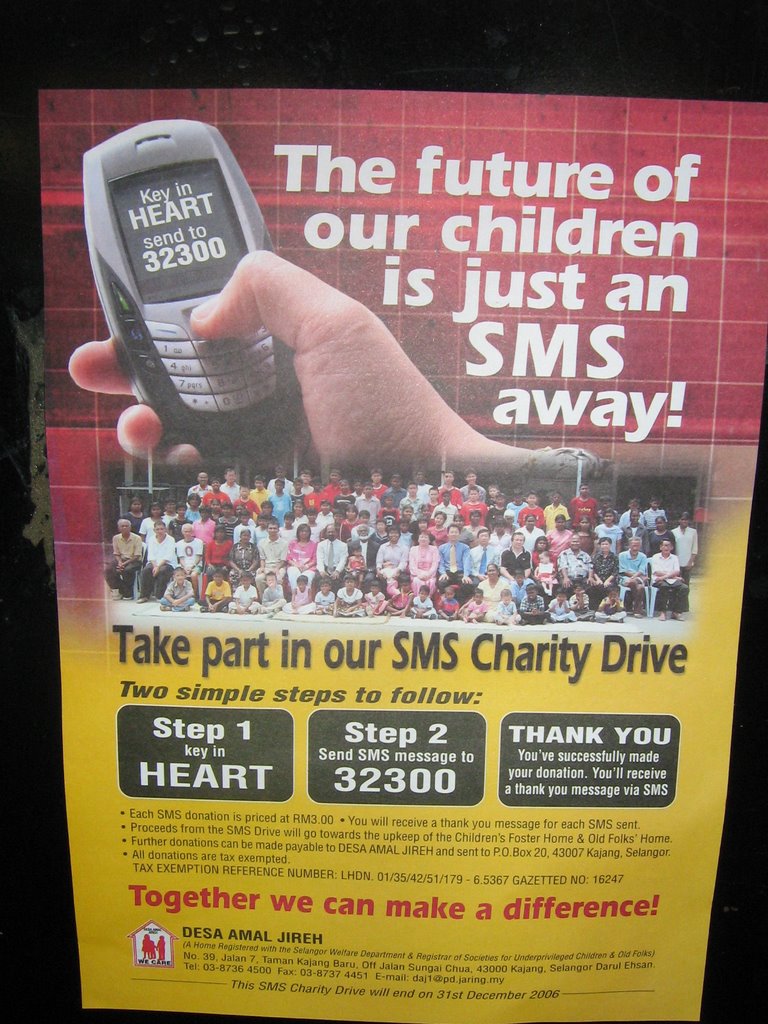 Key in
HEART
send to
32300
The future of
our children
is just an
SMS
away!
Take part in our SMS Charity Drive
Two simple steps to follow:
Step 1
key in
HEART
Step 2
Send SMS message to
32300
THANK YOU
You've successfully made
your donation. You'll receive
a thank you message via SMS
• Each SMS donation is priced at RM3.00 • You will receive a thank you message for each SMS sent.
• Proceeds from the SMS Drive will go towards the upkeep of the Children's Foster Home & Old Folks' Home.
• Further donations can be made payable to DESA AMAL JIREH and sent to P.O.Box 20, 43007 Kajang, Selangor.
• All donations are tax exempted.
TAX EXEMPTION REFERENCE NUMBER: LHDN. 01/35/42/51/179 - 6.5367 GAZETTED NO: 16247
Together we can make a difference!
WE CARE
DESA AMAL JIREH
(A Home Registered with the Selangor Welfare Department & Registrar of Societies for Underprivileged Children & Old Folks)
No. 39, Jalan 7, Taman Kajang Baru, Off Jalan Sungai Chua, 43000 Kajang, Selangor Darul Ehsan.
Tel: 03-8736 4500 Fax: 03-8737 4451 E-mail: daj1@pd.jaring.my
This SMS Charity Drive will end on 31st December 2006